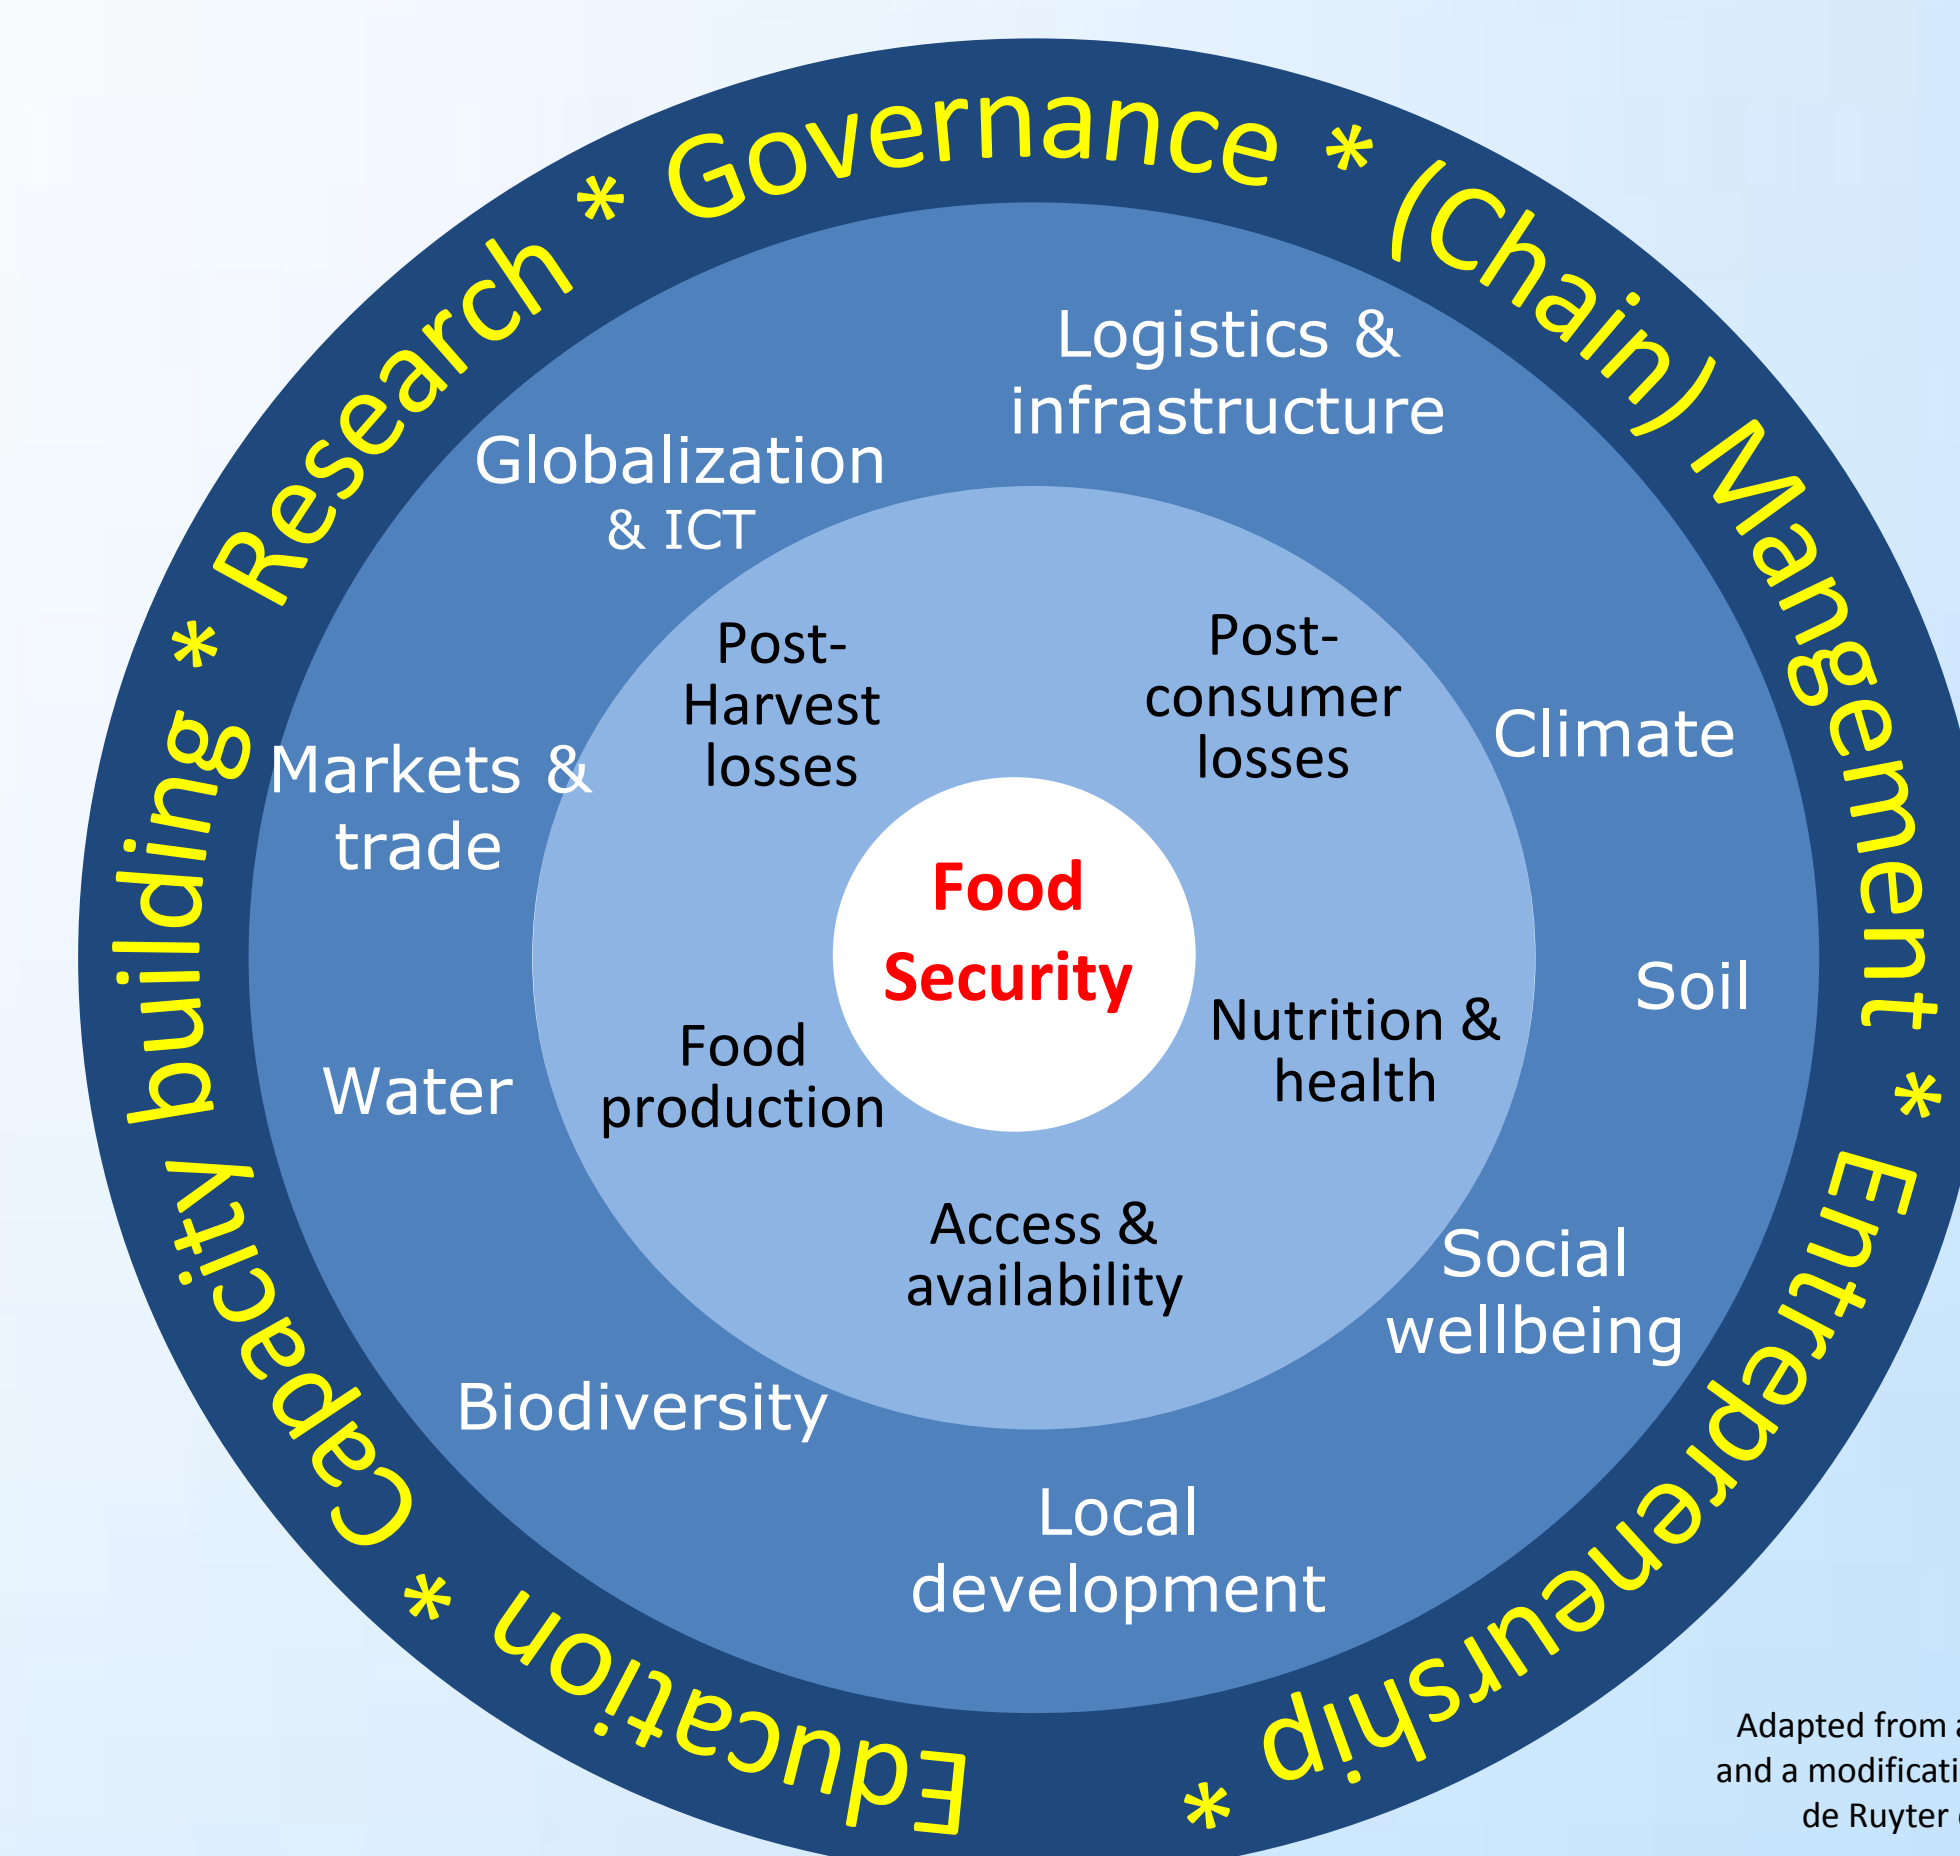 * Research * Governance * (Chain) Mangement * Entrepreneurship * Education * Capacity building
Logistics &
infrastructure
Globalization
& ICT
Post-
Harvest
losses
Post-
consumer
losses
Climate
Markets &
trade
Food
Security
Soil
Nutrition &
health
Food
production
Water
Access &
availability
Social
wellbeing
Biodiversity
Local
development
Adapted from
and a
de Ruyter